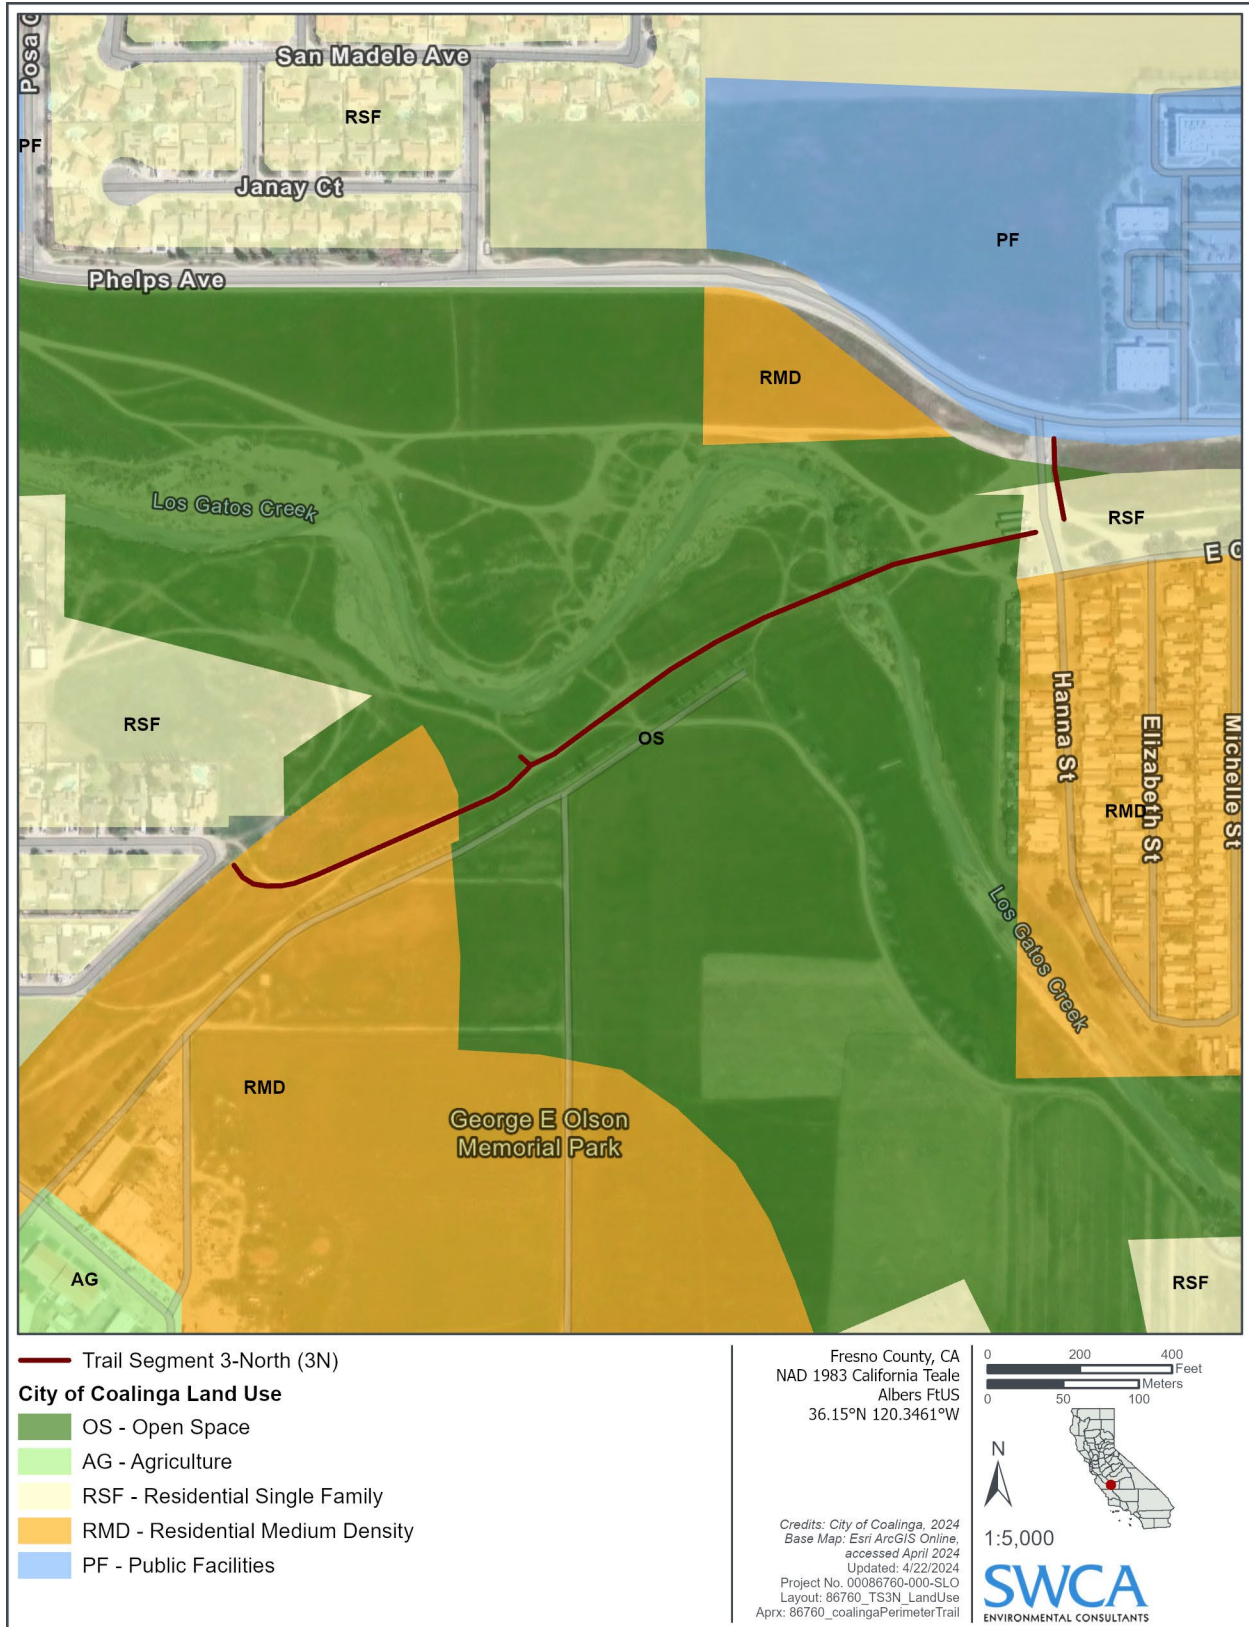 Posa C
San Madele Ave
RSF
PF
Janay Ct
PF
Phelps Ave
RMD
Los Gatos Creek
RSF
E C
RSF
OS
Hanna St
Elizabeth St
Michelle St
RMD
Los Gatos Creek
RMD
George E Olson
Memorial Park
AG
RSF
Trail Segment 3-North (3N)
City of Coalinga Land Use
OS - Open Space
AG - Agriculture
RSF - Residential Single Family
RMD - Residential Medium Density
PF - Public Facilities
Fresno County, CA
NAD 1983 California Teale
Albers FtUS
36.15°N 120.3461°W
Credits: City of Coalinga, 2024
Base Map: Esri ArcGIS Online,
accessed April 2024
Updated: 4/22/2024
Project No. 00086760-000-SLO
Layout: 86760_TS3N_LandUse
Aprx: 86760_coalingaPerimeterTrail
0 200 400
Feet
Meters
0 50 100
N
1:5,000
SWCA
ENVIRONMENTAL CONSULTANTS